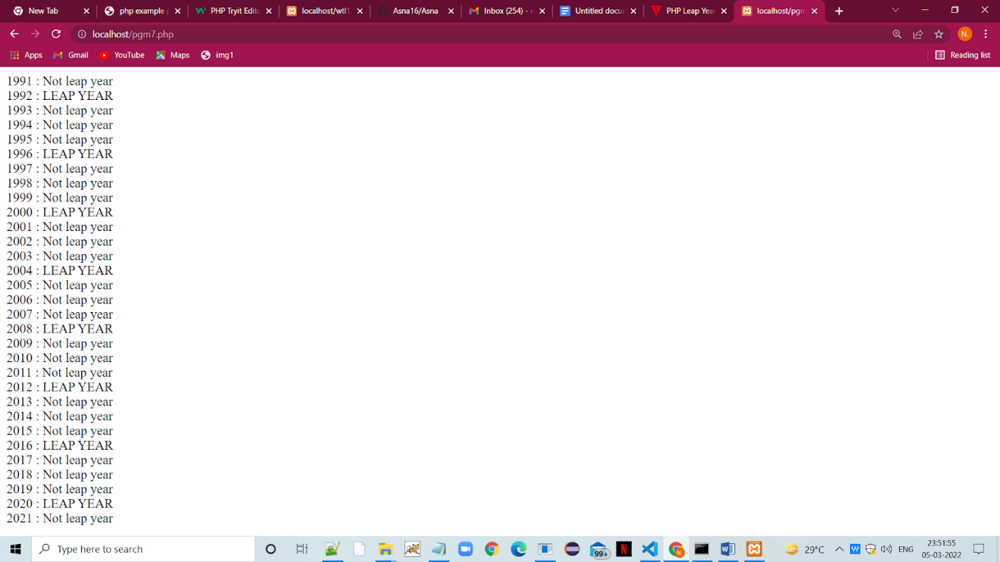 New Tab
php example p
PHP Tryit Edito
localhost/wtl1
Asna16/Asna
Inbox (254) - n
Untitled docur
PHP Leap Year
localhost/pgm
localhost/pgm7.php
N.
Apps
Gmail
YouTube
Maps
img1
Reading list
1991 : Not leap year
1992 : LEAP YEAR
1993 : Not leap year
1994 : Not leap year
1995 : Not leap year
1996 : LEAP YEAR
1997 : Not leap year
1998 : Not leap year
1999 : Not leap year
2000 : LEAP YEAR
2001 : Not leap year
2002 : Not leap year
2003 : Not leap year
2004 : LEAP YEAR
2005 : Not leap year
2006 : Not leap year
2007 : Not leap year
2008 : LEAP YEAR
2009 : Not leap year
2010 : Not leap year
2011 : Not leap year
2012 : LEAP YEAR
2013 : Not leap year
2014 : Not leap year
2015 : Not leap year
2016 : LEAP YEAR
2017 : Not leap year
2018 : Not leap year
2019 : Not leap year
2020 : LEAP YEAR
2021 : Not leap year
Type here to search
99+
N
29°C
ENG
23:51:55
05-03-2022